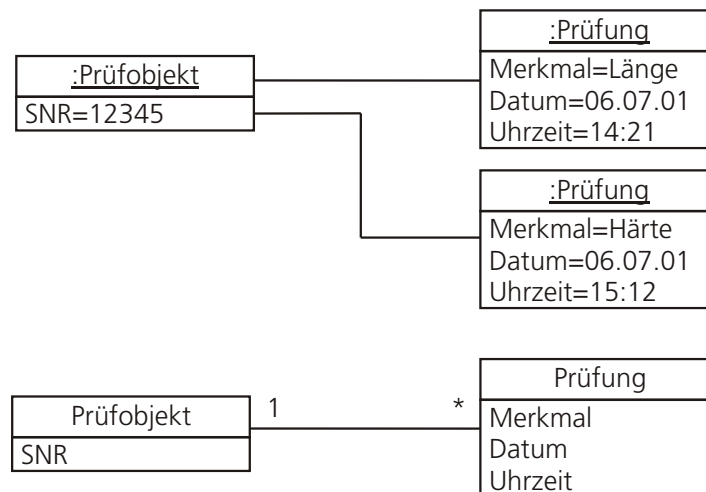 :Prüfobjekt
SNR=12345
:Prüfung
Merkmal=Länge
Datum=06.07.01
Uhrzeit=14:21
:Prüfung
Merkmal=Härte
Datum=06.07.01
Uhrzeit=15:12
Prüfobjekt
SNR
1
*
Prüfung
Merkmal
Datum
Uhrzeit